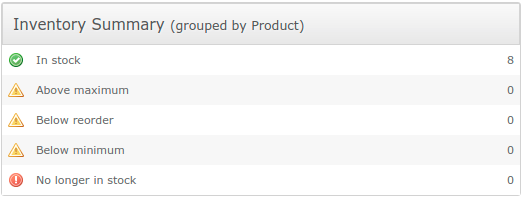 Inventory Summary (grouped by Product)
In stock 8
Above maximum 0
Below reorder 0
Below minimum 0
No longer in stock 0